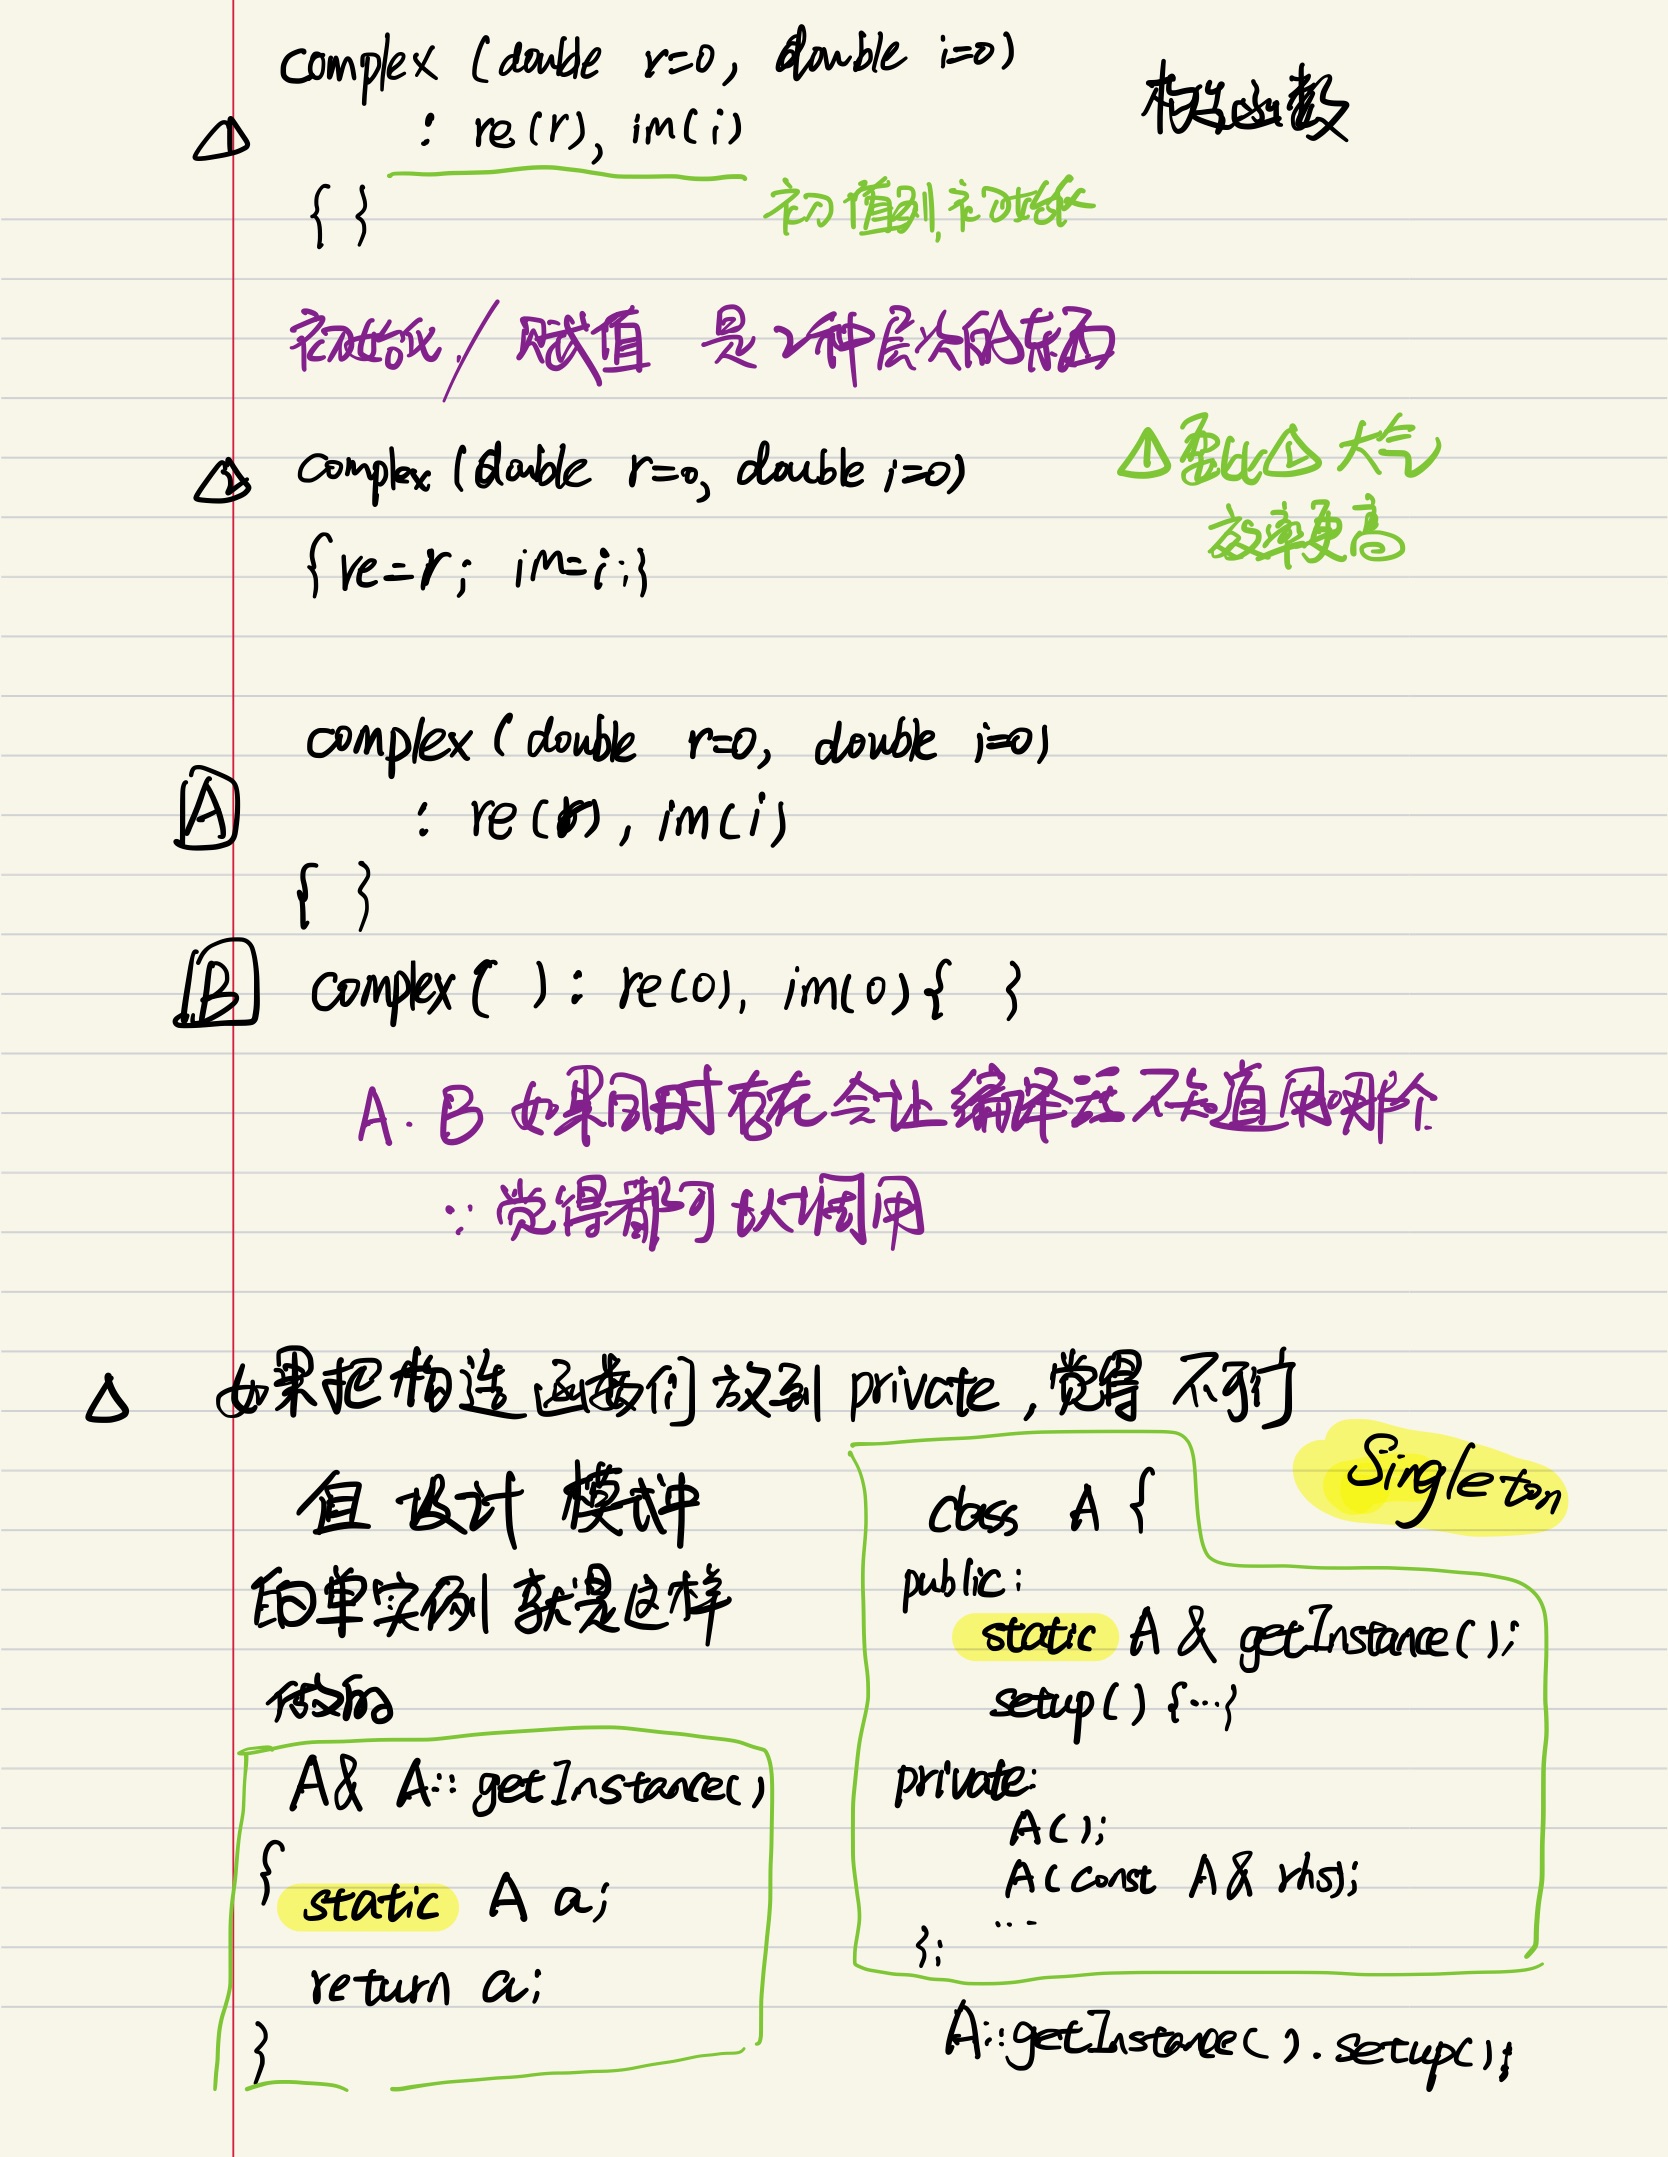 complex (double r=0, double i=0)
构造函数
△1 : re(r), im(i)
{ }
初值列,初始化
初始化/赋值 是2种层次的东西
△2 complex (double r=0, double i=0)
{re=r; im=i;}
△1要比△2大气
效率更高
complex (double r=0, double i=0)
A : re(r), im(i)
{ }
B complex( ) : re(0), im(0) { }
A. B 如果同时存在会让编译器不知道用哪个
∵ 觉得都可以调用
△ 如果把构造函数们放到 private, 觉得 不行
但 设计 模式中
的单实例 就是这样
做的
A& A::getInstance()
{
static A a;
return a;
}
Singleton
class A {
public:
static A & getInstance();
setup() {...}
private:
A();
A(const A& rhs);
...
};
A::getInstance().setup();